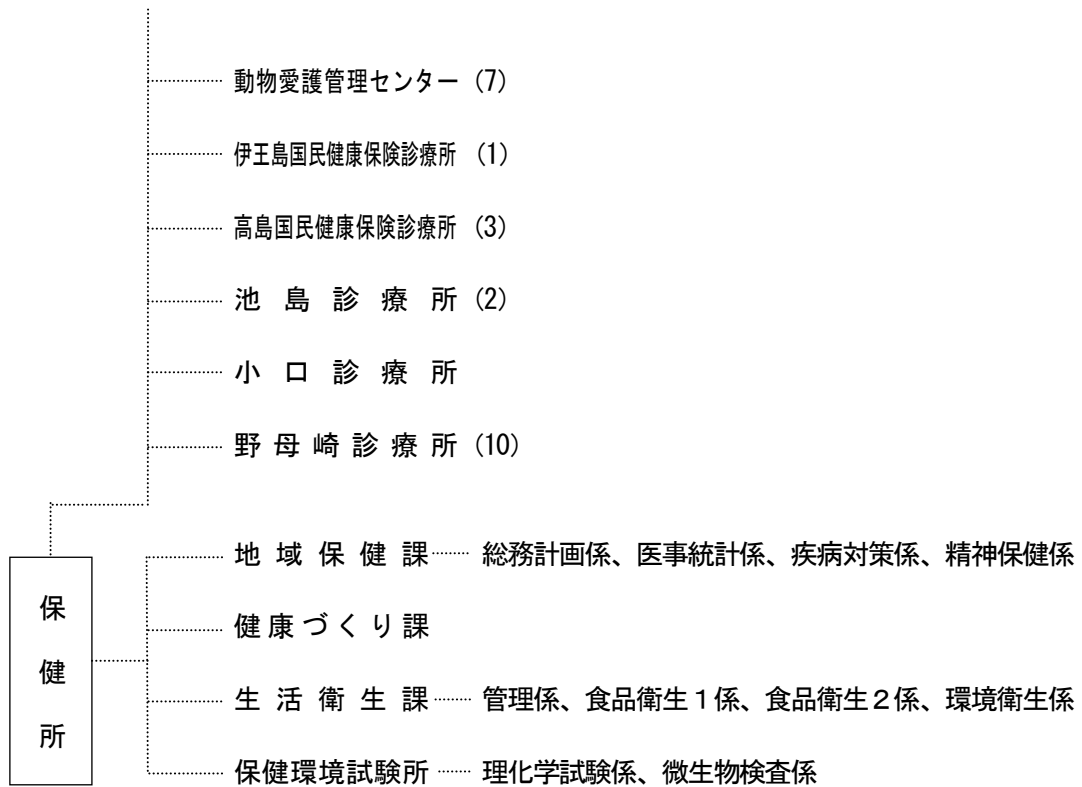 動物愛護管理センター (7)
伊王島国民健康保険診療所 (1)
高島国民健康保険診療所 (3)
池島診療所 (2)
小口診療所
野母崎診療所 (10)
保健所
地域保健課 総務計画係、医事統計係、疾病対策係、精神保健係
健康づくり課
生活衛生課 管理係、食品衛生1係、食品衛生2係、環境衛生係
保健環境試験所 理化学試験係、微生物検査係